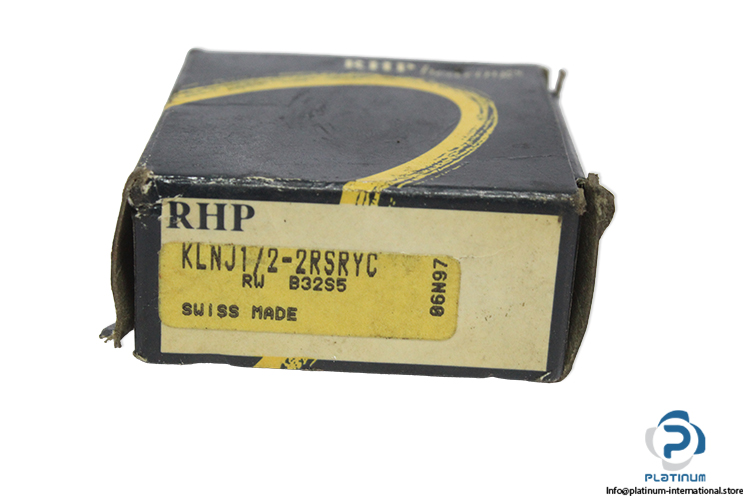 RHP bearings
RHP
KLNJ1/2-2RSRYC
RW B32S5
SWISS MADE
06N97
PLATINUM
Info@platinum-international.store